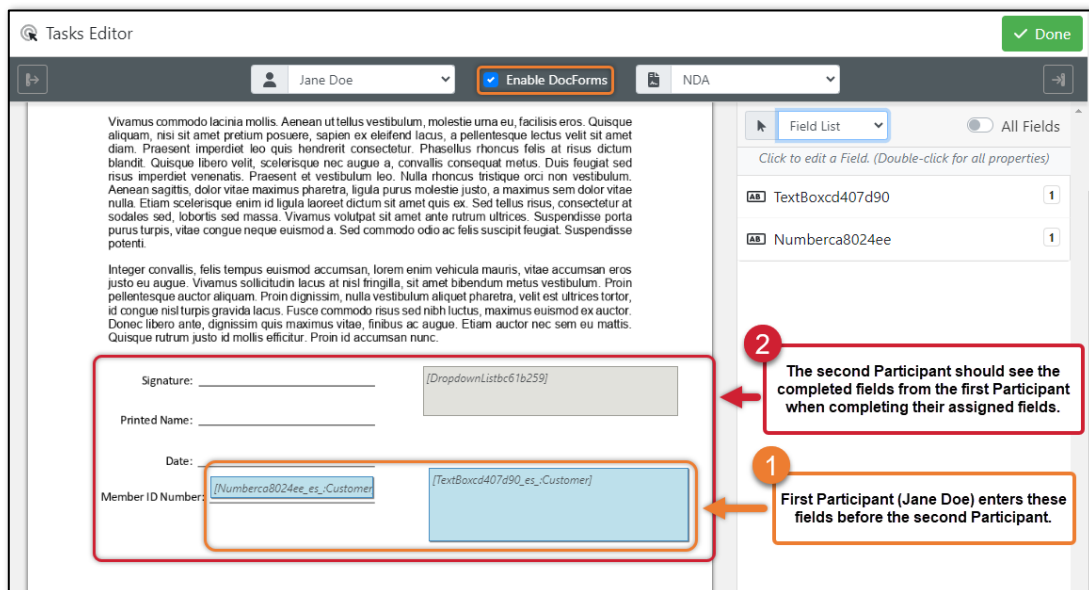 Tasks Editor
Done
Jane Doe
Enable DocForms
NDA
Vivamus commodo lacinia mollis. Aenean ut tellus vestibulum, molestie urna eu, facilisis eros. Quisque
aliquam, nisi sit amet pretium posuere, sapien ex eleifend lacus, a pellentesque lectus velit sit amet
diam. Praesent imperdiet leo quis hendrerit consectetur. Phasellus rhoncus felis at risus dictum
blandit. Quisque libero velit, scelerisque nec augue a, convallis consequat metus. Duis feugiat sed
risus imperdiet venenatis. Praesent et vestibulum leo. Nulla rhoncus tristique orci non vestibulum.
Aenean sagittis, dolor vitae maximus pharetra, ligula purus molestie justo, a maximus sem dolor vitae
nulla. Etiam scelerisque enim id ligula laoreet dictum sit amet quis ex. Sed tellus risus, consectetur at
sodales sed, lobortis sed massa. Vivamus volutpat sit amet ante rutrum ultrices. Suspendisse porta
purus turpis, vitae congue neque euismod a. Sed commodo odio ac felis suscipit feugiat. Suspendisse
potenti.
Integer convallis, felis tempus euismod accumsan, lorem enim vehicula mauris, vitae accumsan eros
justo eu augue. Vivamus sollicitudin lacus at nisl fringilla, sit amet bibendum metus vestibulum. Proin
pellentesque auctor aliquam. Proin dignissim, nulla vestibulum aliquet pharetra, velit est ultrices tortor,
id congue nisl turpis gravida lacus. Fusce commodo risus sed nibh luctus, maximus euismod ex auctor.
Donec libero ante, dignissim quis maximus vitae, finibus ac augue. Etiam auctor nec sem eu mattis.
Quisque rutrum justo id mollis efficitur. Proin id accumsan nunc.
Signature:
[DropdownListbc61b259]
Printed Name:
Date:
Member ID Number:
[Numberca8024ee_es_:Customer
[TextBoxcd407d90_es_:Customer]
Field List
All Fields
Click to edit a Field. (Double-click for all properties)
AB TextBoxcd407d90 1
AB Numberca8024ee 1
2
The second Participant should see the
completed fields from the first Participant
when completing their assigned fields.
1
First Participant (Jane Doe) enters these
fields before the second Participant.